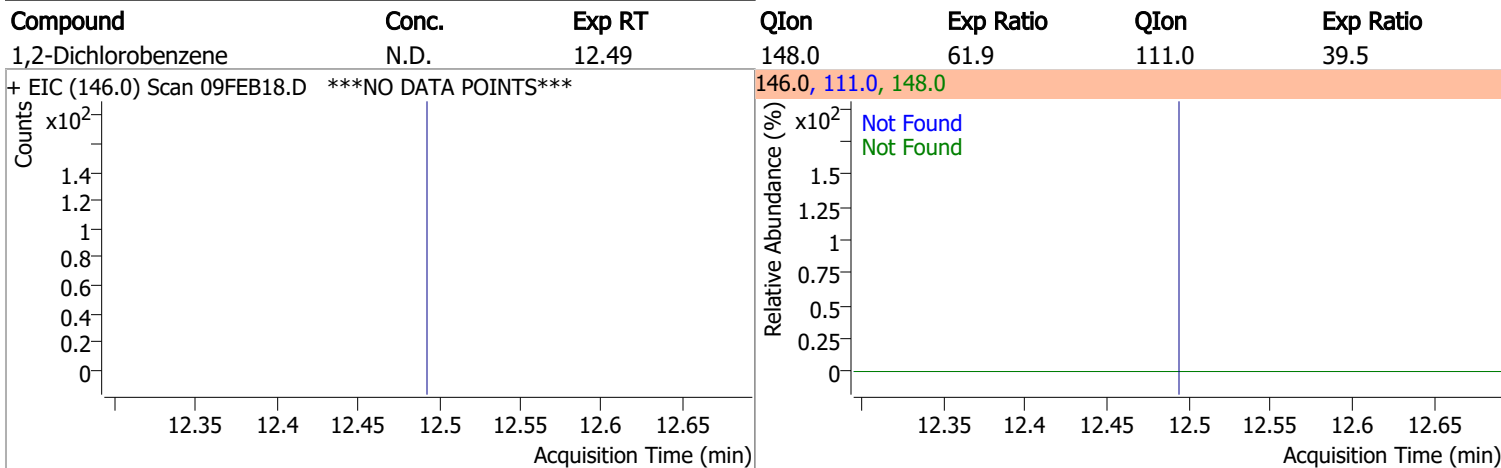 Compound Conc. Exp RT QIon Exp Ratio QIon Exp Ratio
1,2-Dichlorobenzene N.D. 12.49 148.0 61.9 111.0 39.5
+ EIC (146.0) Scan 09FEB18.D ***NO DATA POINTS***
Counts
x102
1.4
1.2
1
0.8
0.6
0.4
0.2
0
12.35 12.4 12.45 12.5 12.55 12.6 12.65
Acquisition Time (min)
146.0, 111.0, 148.0
Relative Abundance (%)
x102
Not Found
Not Found
1.5
1.25
1
0.75
0.5
0.25
0
12.35 12.4 12.45 12.5 12.55 12.6 12.65
Acquisition Time (min)